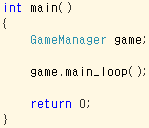 int main()
{
    GameManager game;
    game.main_loop();
    return 0;
}